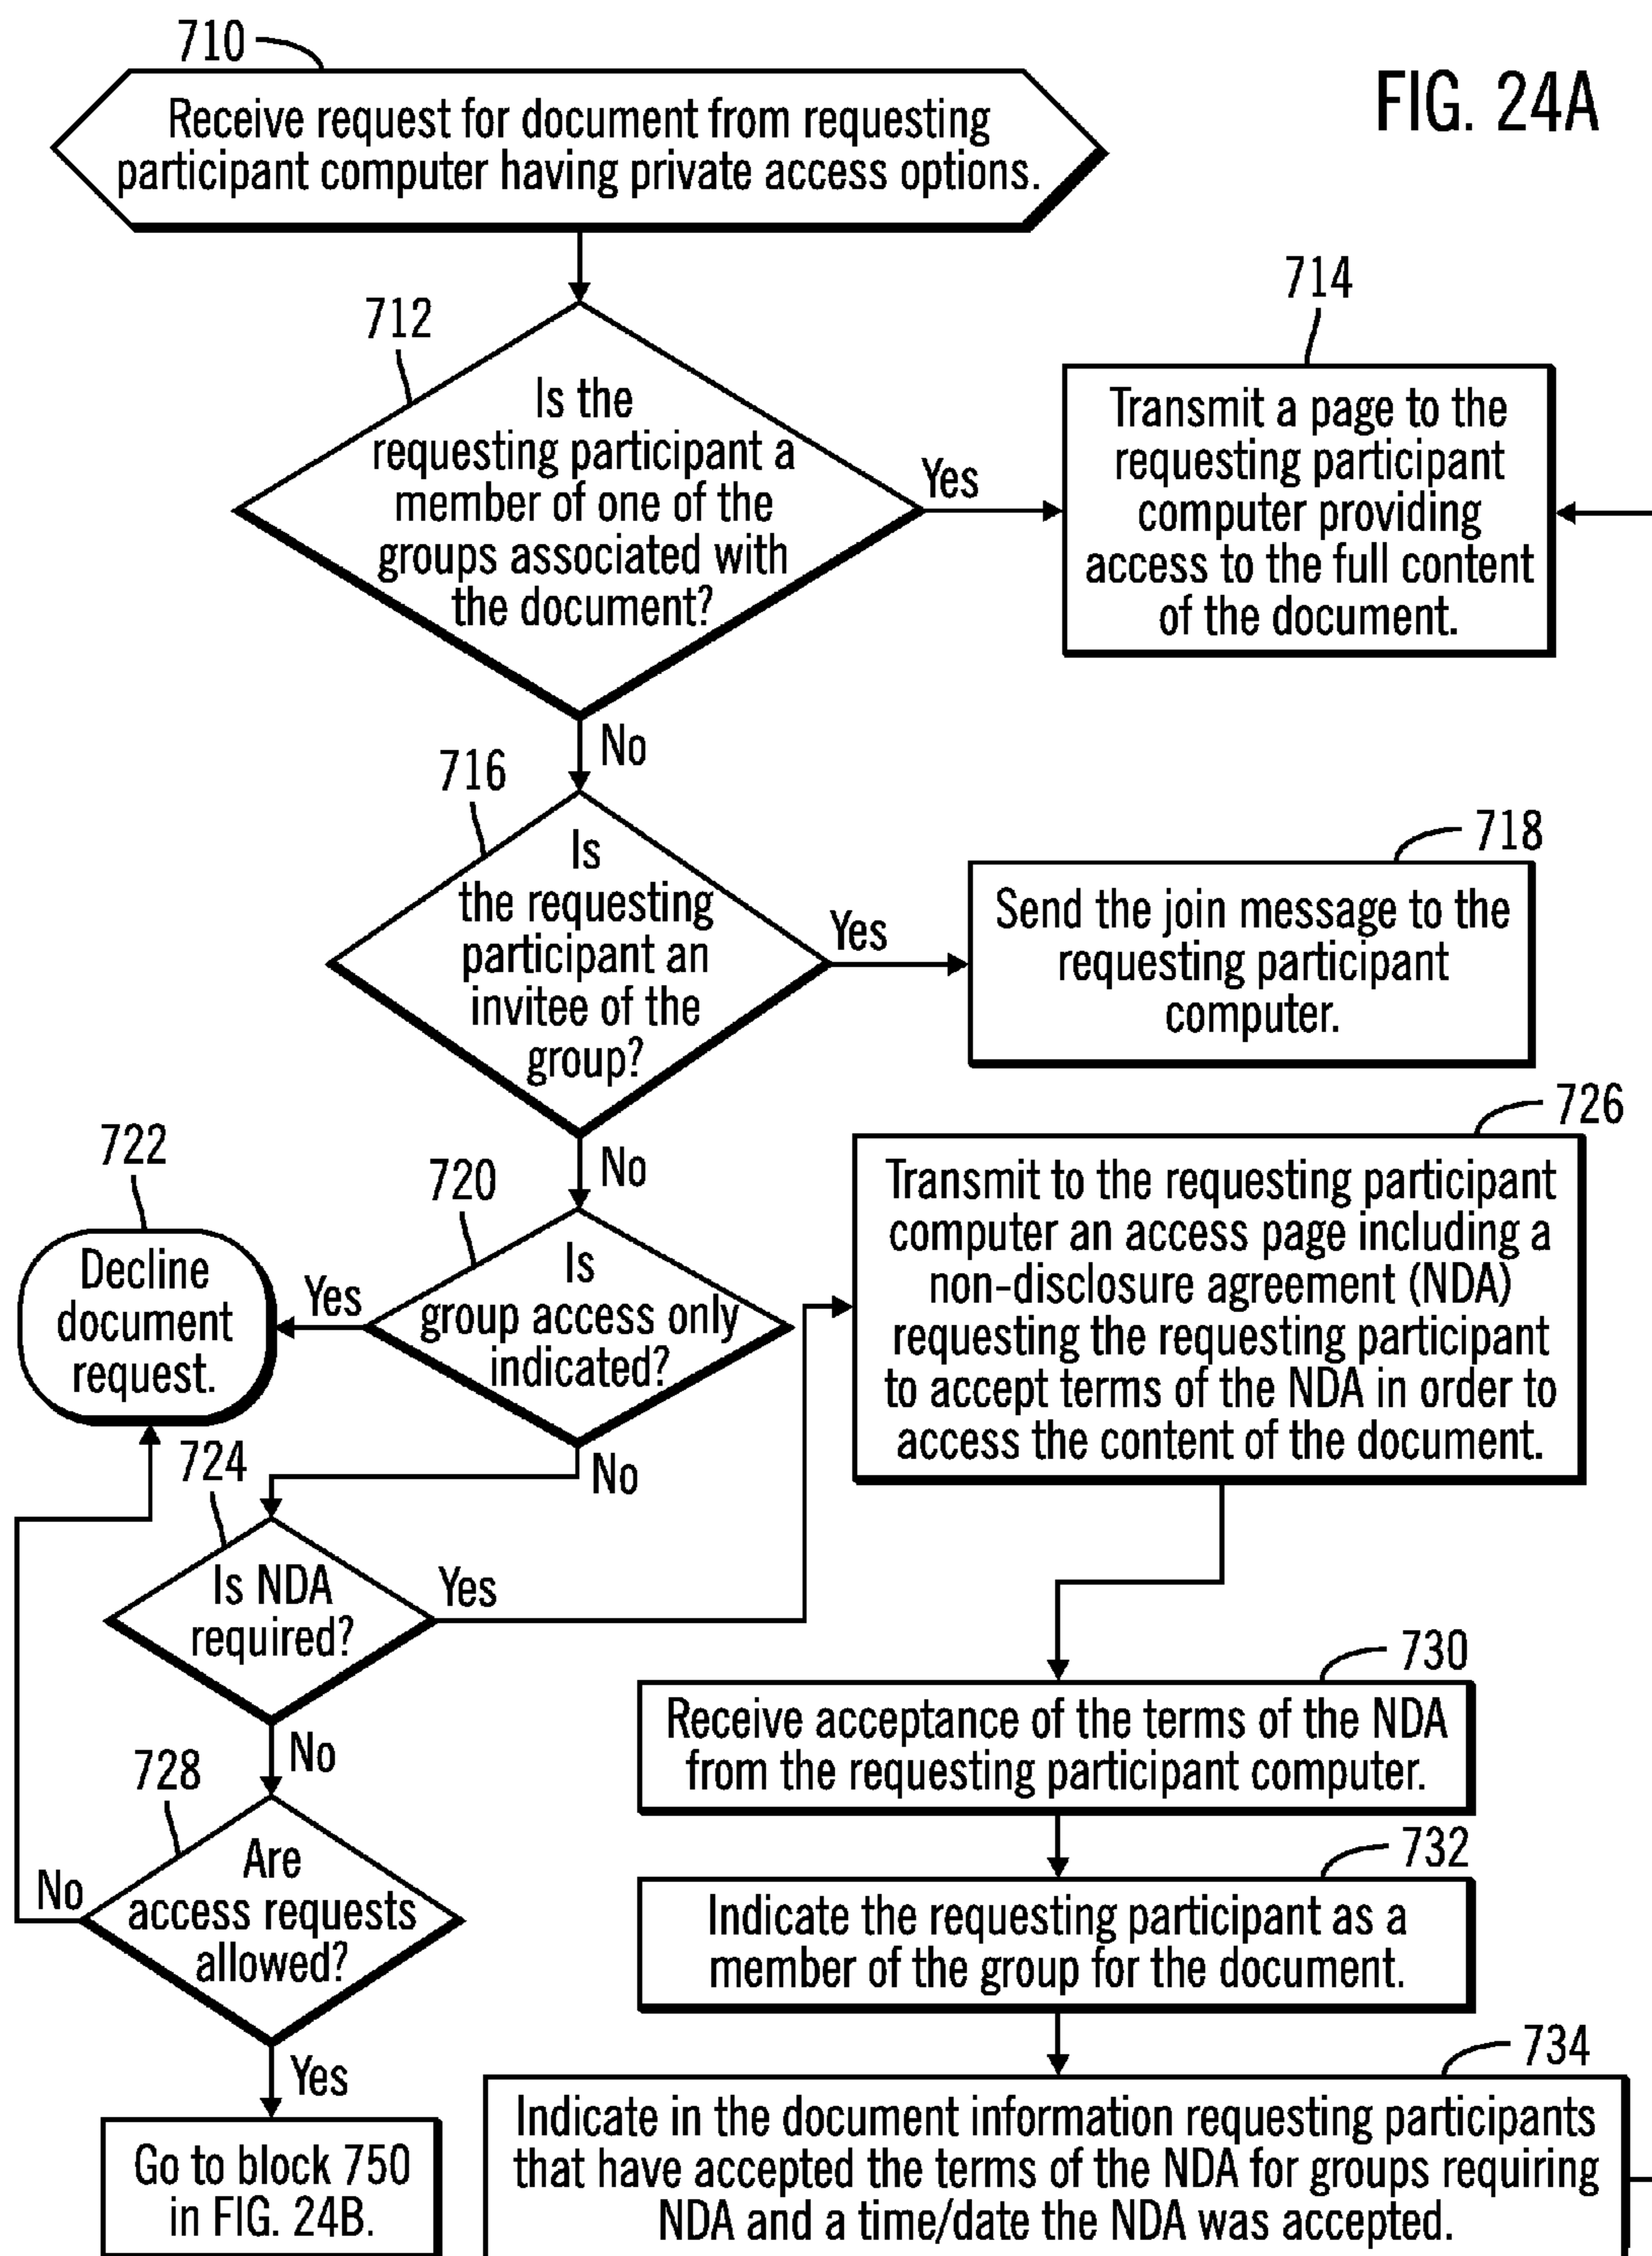 710
FIG. 24A
Receive request for document from requesting
participant computer having private access options.
712
Is the
requesting participant a
member of one of the
groups associated with
the document?
Yes
714
Transmit a page to the
requesting participant
computer providing
access to the full content
of the document.
No
716
Is
the requesting
participant an
invitee of the
group?
Yes
718
Send the join message to the
requesting participant
computer.
No
720
Is
group access only
indicated?
Yes
722
Decline
document
request.
No
724
Is NDA
required?
Yes
726
Transmit to the requesting participant
computer an access page including a
non-disclosure agreement (NDA)
requesting the requesting participant
to accept terms of the NDA in order to
access the content of the document.
No
728
Are
access requests
allowed?
No
Yes
Go to block 750
in FIG. 24B.
730
Receive acceptance of the terms of the NDA
from the requesting participant computer.
732
Indicate the requesting participant as a
member of the group for the document.
734
Indicate in the document information requesting participants
that have accepted the terms of the NDA for groups requiring
NDA and a time/date the NDA was accepted.